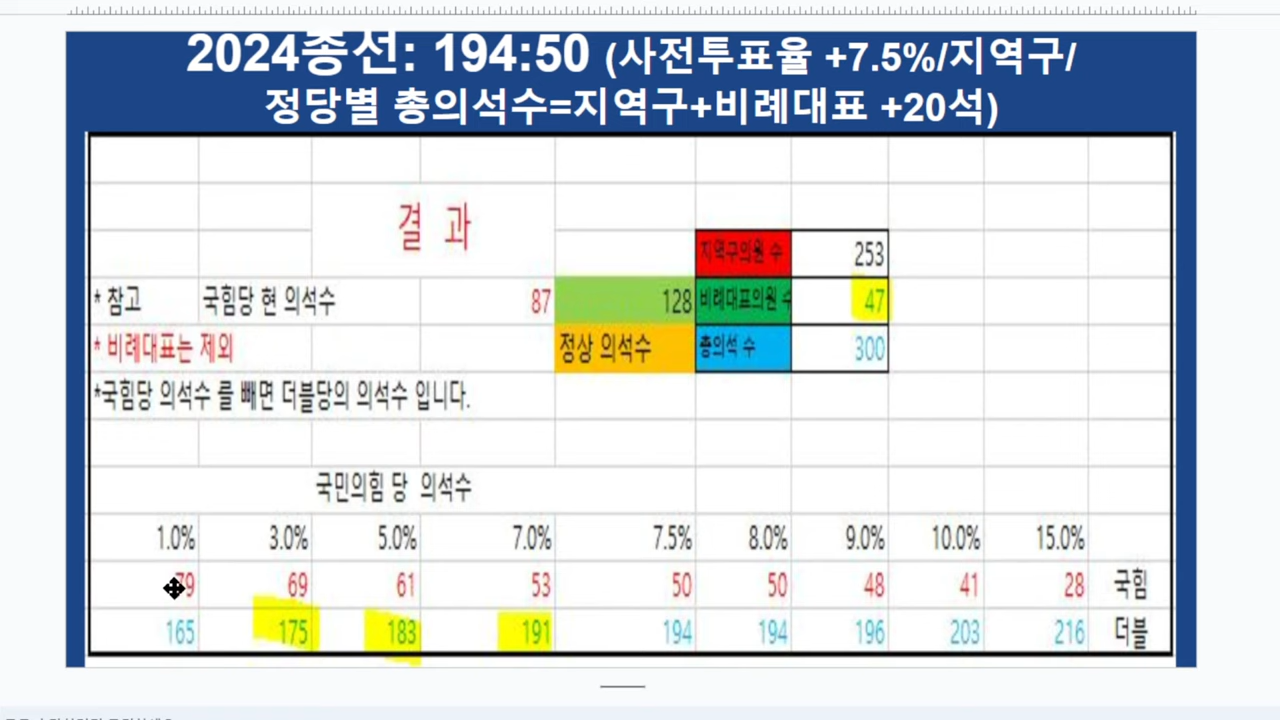 2024총선: 194:50 (사전투표율 +7.5%/지역구/
정당별 총의석수=지역구+비례대표 +20석)
결 과
지역구의원 수 253
* 참고 국힘당 현 의석수 87 128 비례대표의원 수 47
* 비례대표는 제외 정상 의석수 총의석 수 300
*국힘당 의석수 를 빼면 더블당의 의석수 입니다.
국민의힘 당 의석수
1.0% 3.0% 5.0% 7.0% 7.5% 8.0% 9.0% 10.0% 15.0%
79 69 61 53 50 50 48 41 28 국힘
165 175 183 191 194 194 196 203 216 더블